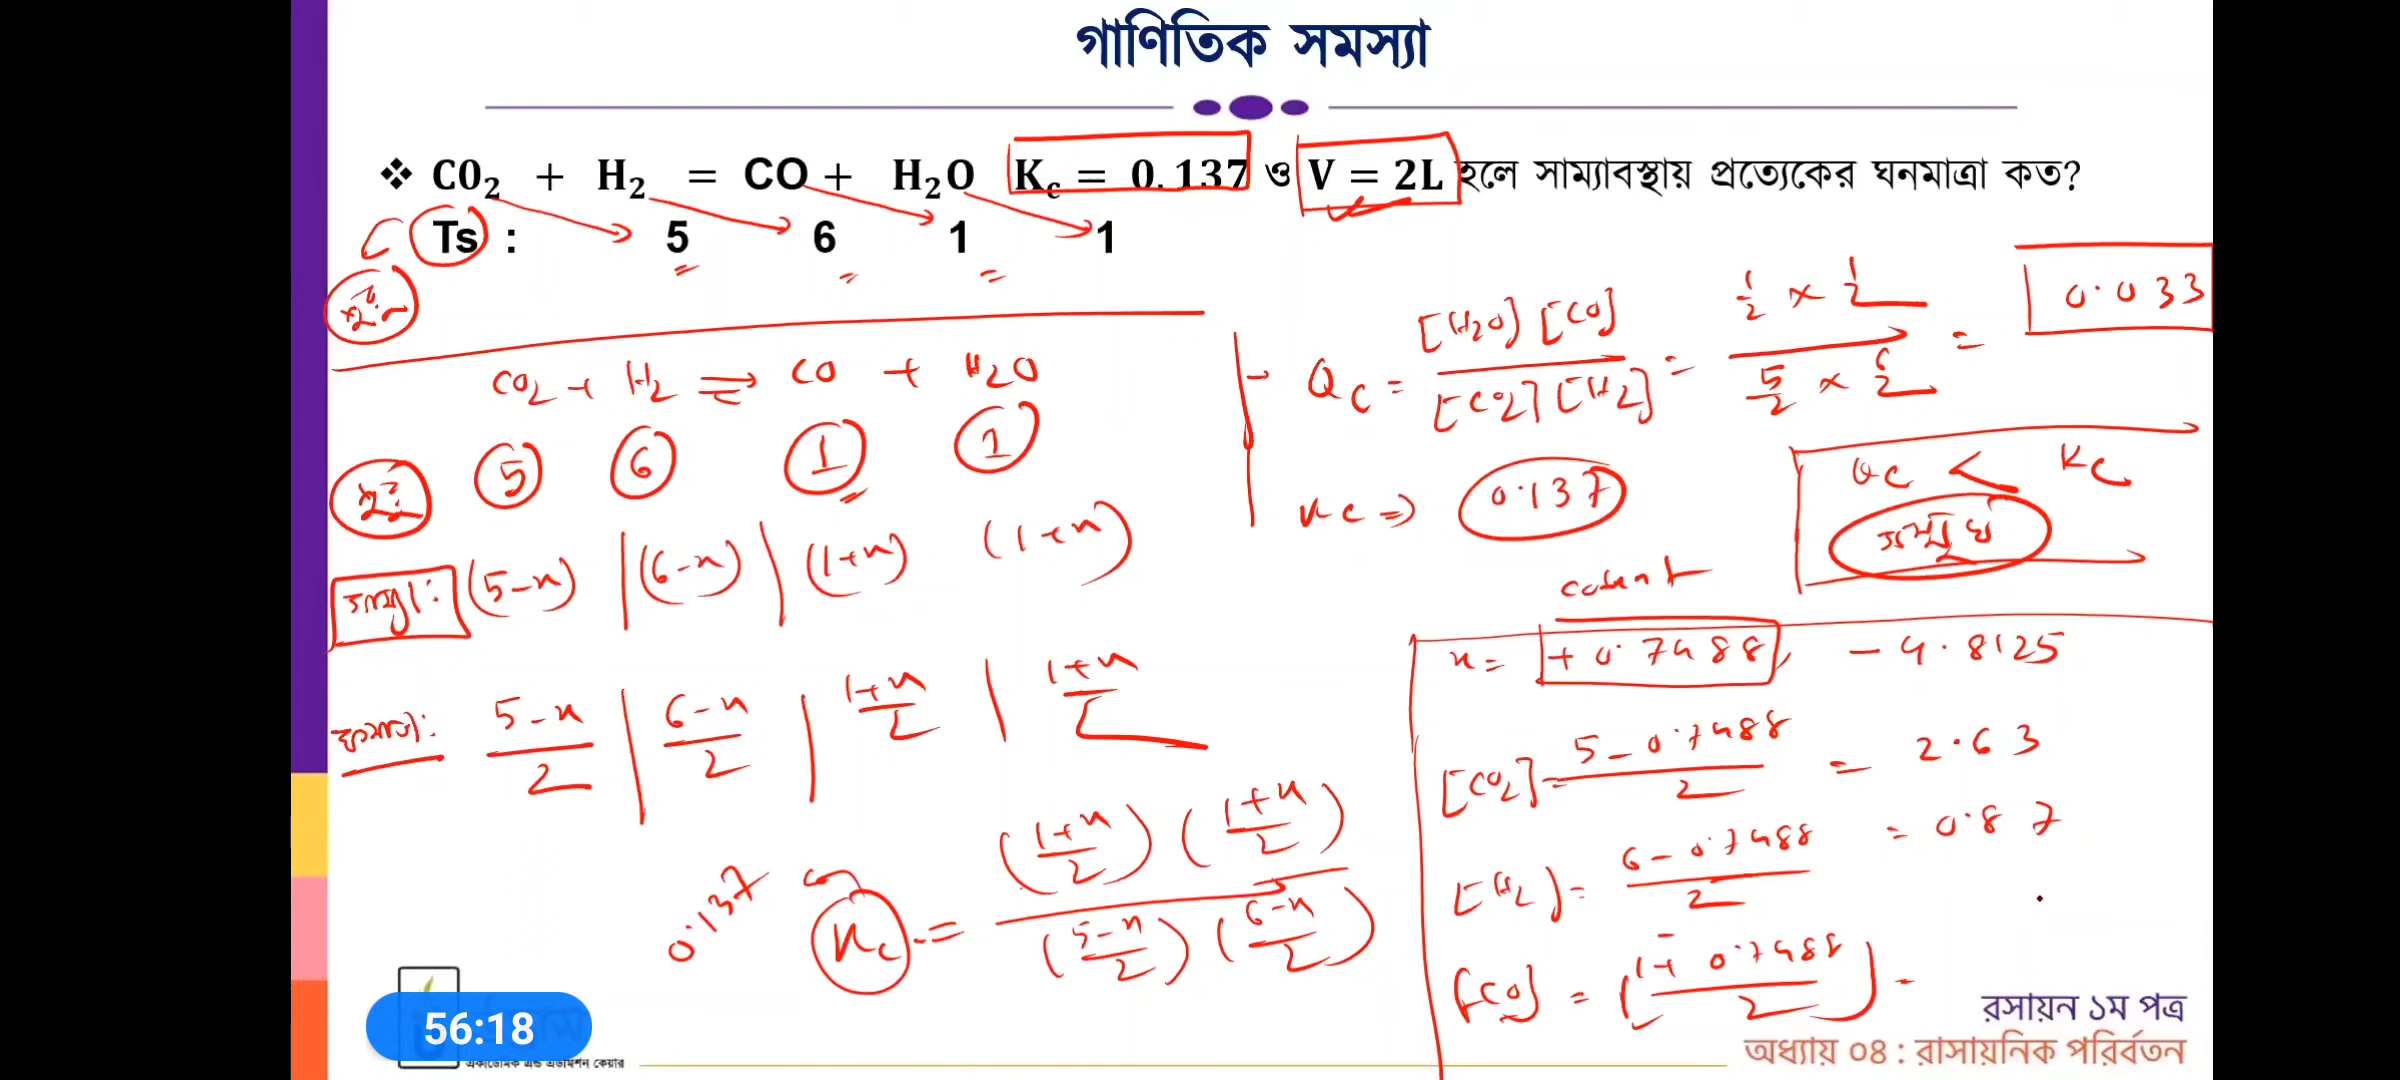 গাণিতিক সমস্যা
❖ CO₂ + H₂ = CO + H₂O K꜀ = 0.137 ও V = 2L হলে সাম্যাবস্থায় প্রত্যেকের ঘনমাত্রা কত?
Ts : 5 6 1 1
CO₂ + H₂ ⇌ CO + H₂O
5 6 1 1
(5-x) | (6-x) | (1+x) (1+x)
5-x/2 | 6-x/2 | 1+x/2 | 1+x/2
0.137 Kc = (1+x/2) (1+x/2) / (5-x/2) (6-x/2)
Qc = [H₂O] [CO] / [CO₂] [H₂] = 1/2 × 1/2 / 5/2 × 6/2 = 0.033
Kc ⇒ 0.137
Qc < Kc
সম্মুখ
x = + 0.7488, - 4.8125
[CO₂] = 5 - 0.7488 / 2 = 2.63
[H₂] = 6 - 0.7488 / 2 = 0.87
[CO] = (1 + 0.7488 / 2) =
56:18
একাডেমিক এন্ড এডমিশন কেয়ার
রসায়ন ১ম পত্র
অধ্যায় ০৪ : রাসায়নিক পরিবর্তন